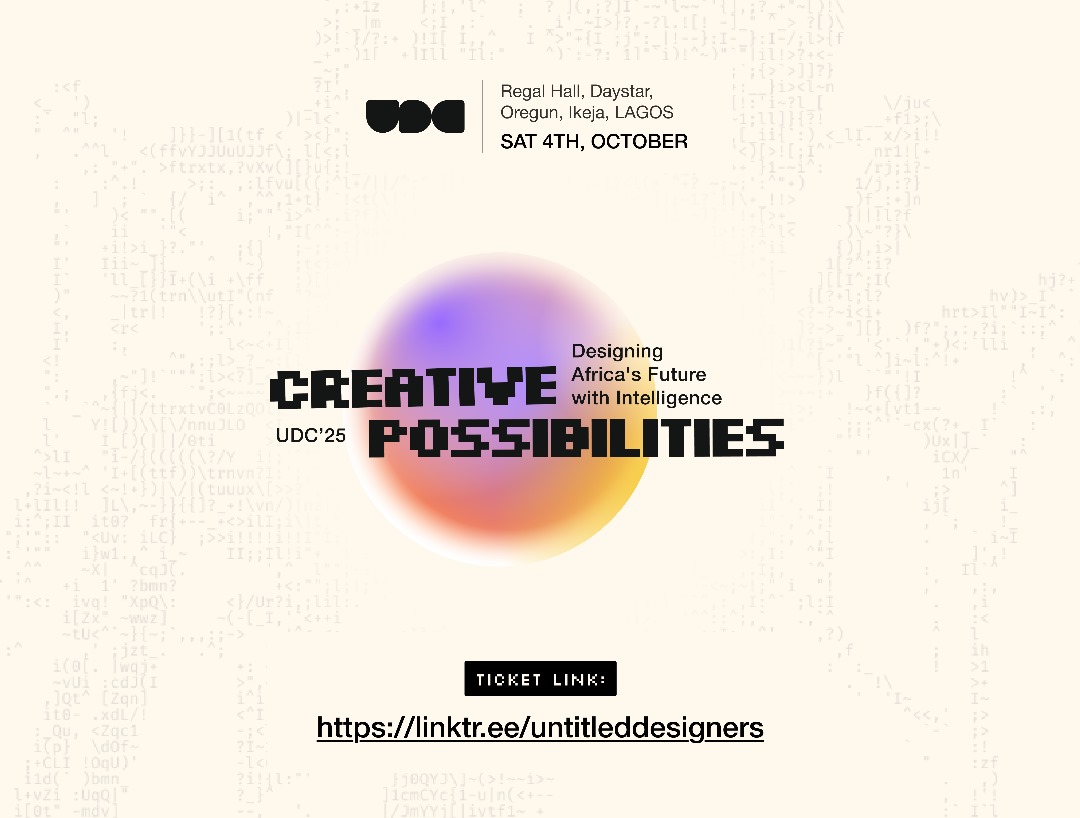 UDC
Regal Hall, Daystar,
Oregun, Ikeja, LAGOS
SAT 4TH, OCTOBER
CREATIVE
Designing
Africa's Future
with Intelligence
UDC'25
POSSIBILITIES
TICKET LINK:
https://linktr.ee/untitleddesigners